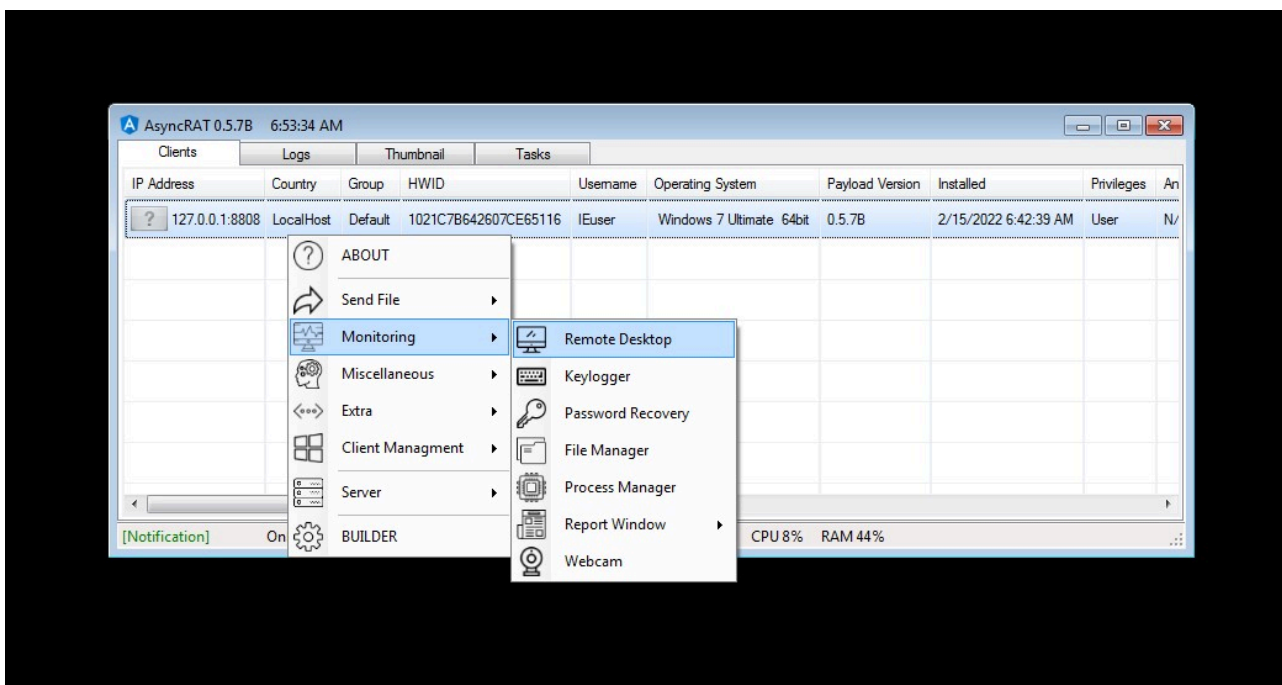 AsyncRAT 0.5.7B 6:53:34 AM
Clients Logs Thumbnail Tasks
IP Address Country Group HWID Username Operating System Payload Version Installed Privileges An
? 127.0.0.1:8808 LocalHost Default 1021C7B642607CE65116 IEuser Windows 7 Ultimate 64bit 0.5.7B 2/15/2022 6:42:39 AM User N/
ABOUT
Send File
Monitoring
Miscellaneous
Extra
Client Managment
Server
BUILDER
Remote Desktop
Keylogger
Password Recovery
File Manager
Process Manager
Report Window
Webcam
[Notification] On CPU 8% RAM 44%